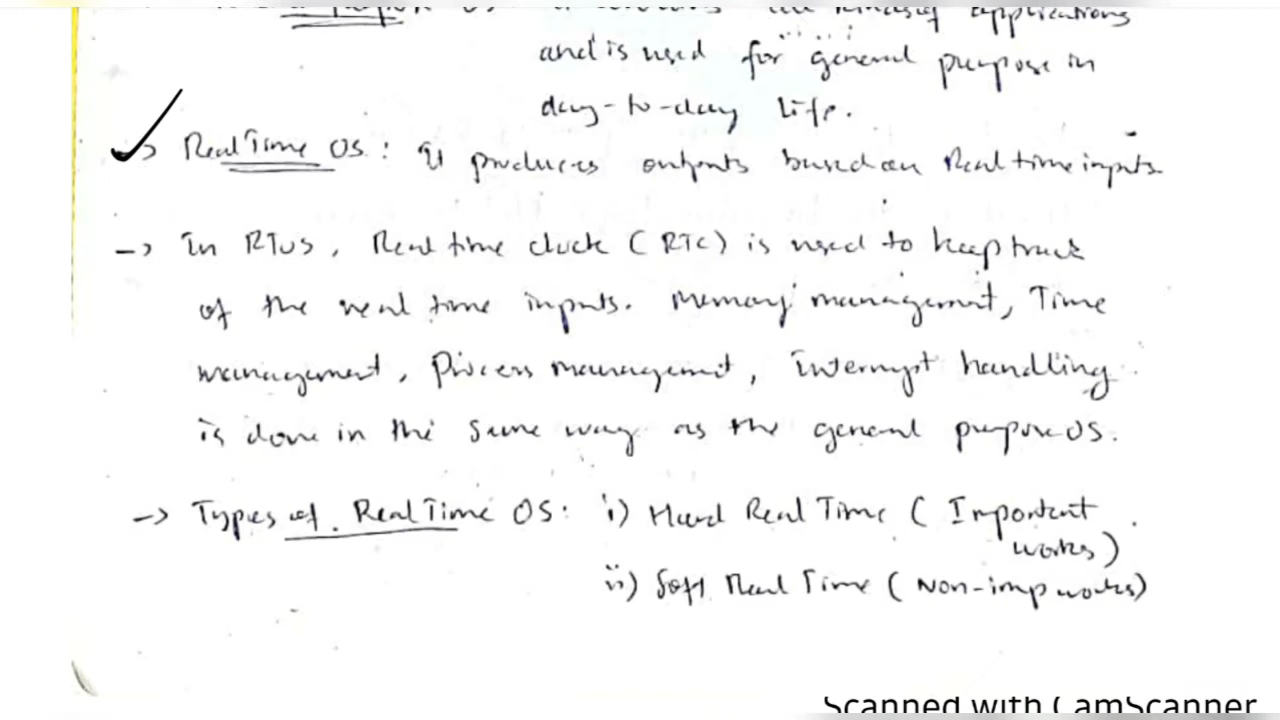 OS applications
and is used for general purpose in
day-to-day life.
-> Real Time OS: It produces outputs based on Real time inputs
-> In RTOS, Real time clock (RTC) is used to keep track
of the real time inputs. Memory management, Time
management, Process management, Interrupt handling
is done in the same way as the general purpose OS.
-> Types of Real Time OS: i) Hard Real Time (Important
works)
ii) Soft Real Time (Non-imp works)
Scanned with CamScanner